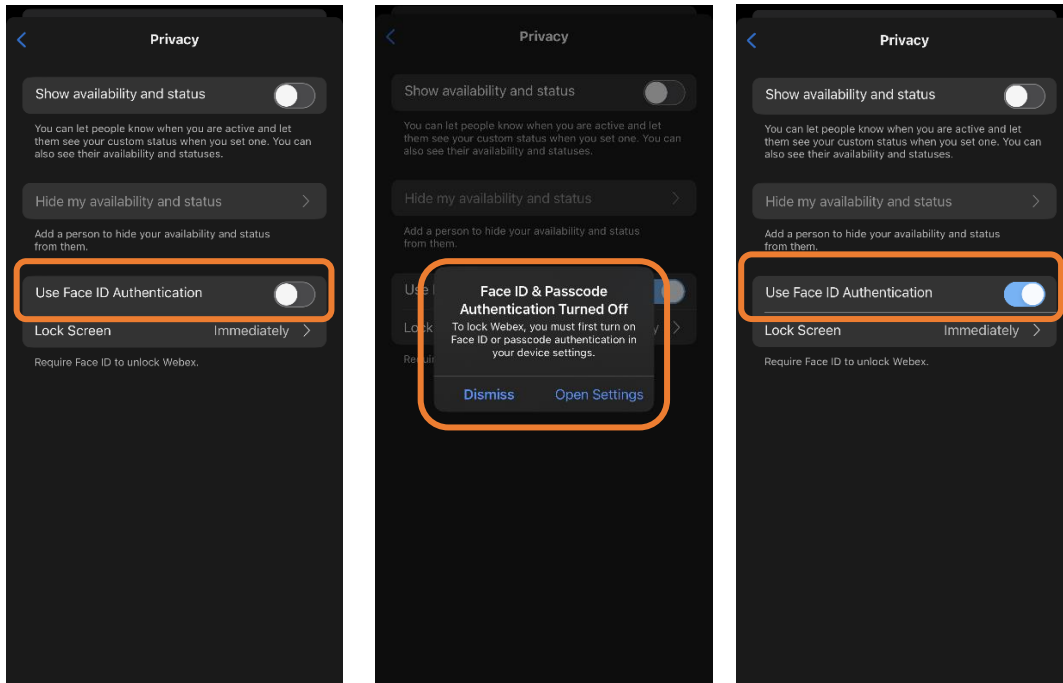 Privacy
Show availability and status
You can let people know when you are active and let
them see your custom status when you set one. You can
also see their availability and statuses.
Hide my availability and status
Add a person to hide your availability and status
from them.
Use Face ID Authentication
Lock Screen Immediately
Require Face ID to unlock Webex.
Privacy
Show availability and status
You can let people know when you are active and let
them see your custom status when you set one. You can
also see their availability and statuses.
Hide my availability and status
Add a person to hide your availability and status
from them.
Use
Face ID & Passcode
Authentication Turned Off
Lock
To lock Webex, you must first turn on
Face ID or passcode authentication in
your device settings.
Dismiss Open Settings
Privacy
Show availability and status
You can let people know when you are active and let
them see your custom status when you set one. You can
also see their availability and statuses.
Hide my availability and status
Add a person to hide your availability and status
from them.
Use Face ID Authentication
Lock Screen Immediately
Require Face ID to unlock Webex.